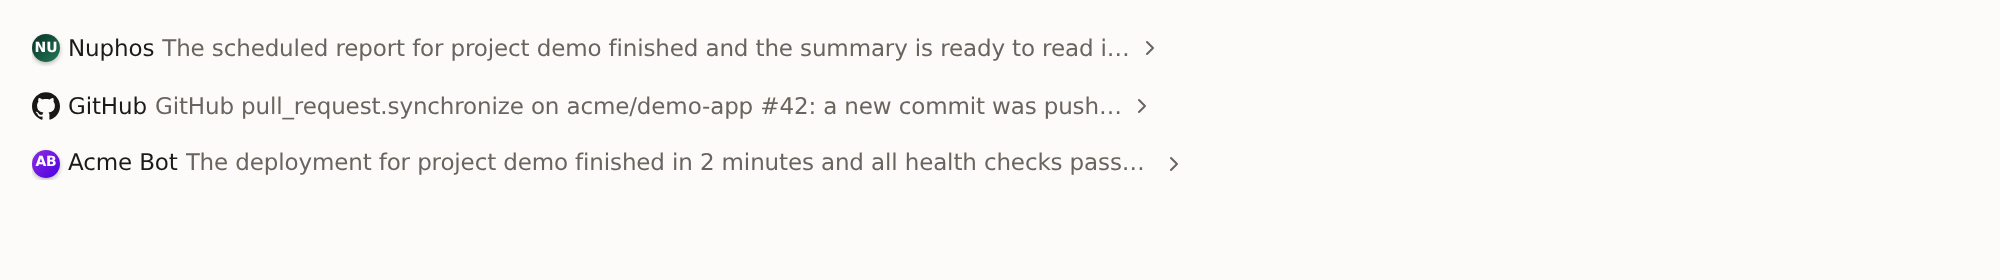 NU Nuphos The scheduled report for project demo finished and the summary is ready to read i…
GitHub GitHub pull_request.synchronize on acme/demo-app #42: a new commit was push…
AB Acme Bot The deployment for project demo finished in 2 minutes and all health checks pass…